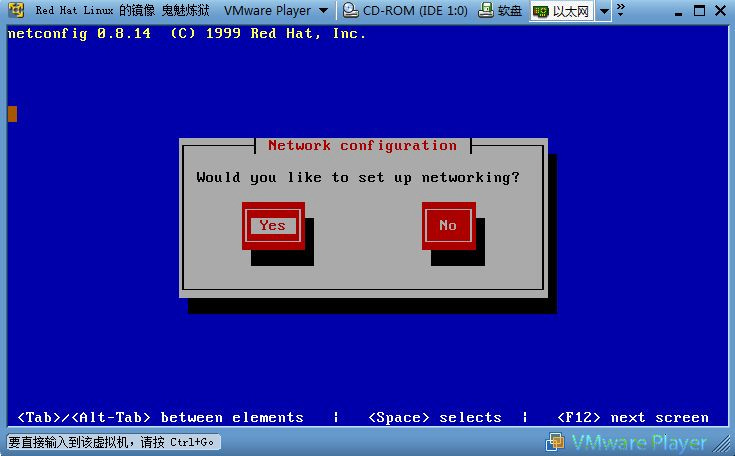 Red Hat Linux 的镜像 鬼魅炼狱 VMware Player CD-ROM (IDE 1:0) 软盘 以太网
netconfig 0.8.14 (C) 1999 Red Hat, Inc.
Network configuration
Would you like to set up networking?
Yes No
<Tab>/<Alt-Tab> between elements | <Space> selects | <F12> next screen
要直接输入到该虚拟机，请按 Ctrl+G。 VMware Player